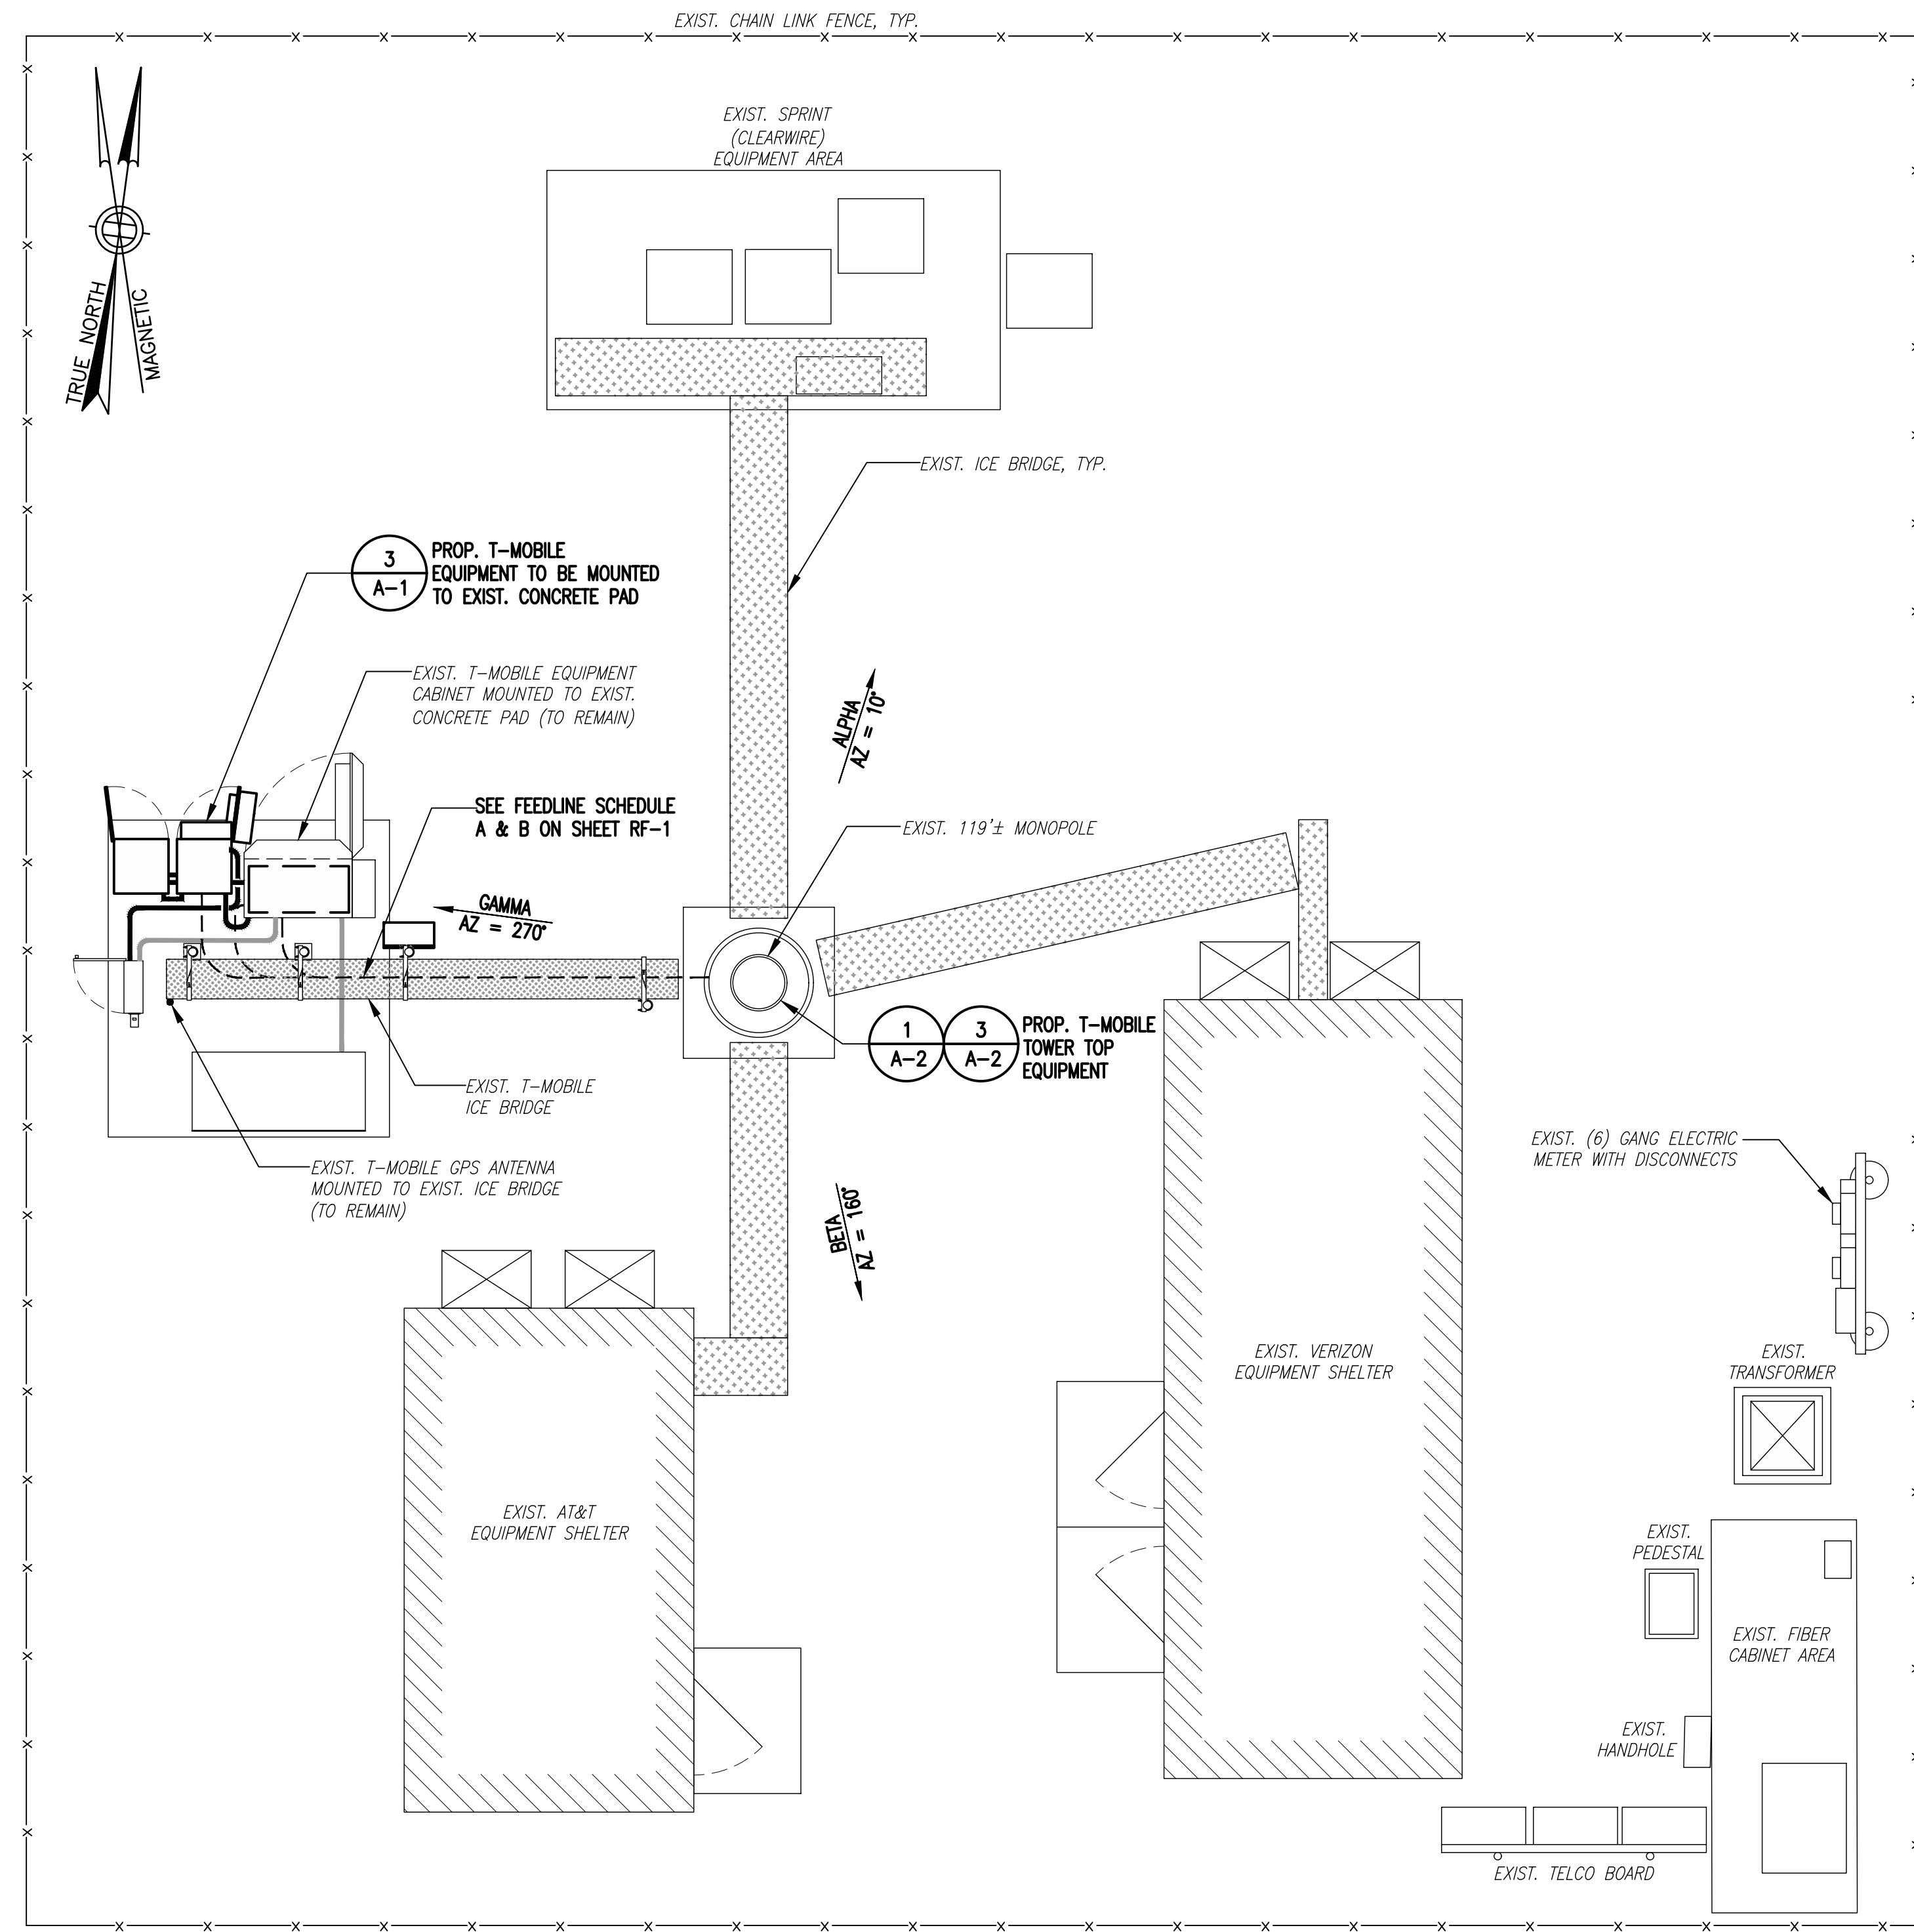 EXIST. CHAIN LINK FENCE, TYP.
TRUE NORTH
MAGNETIC
EXIST. SPRINT
(CLEARWIRE)
EQUIPMENT AREA
EXIST. ICE BRIDGE, TYP.
3
A-1
PROP. T-MOBILE
EQUIPMENT TO BE MOUNTED
TO EXIST. CONCRETE PAD
EXIST. T-MOBILE EQUIPMENT
CABINET MOUNTED TO EXIST.
CONCRETE PAD (TO REMAIN)
ALPHA
AZ = 10°
SEE FEEDLINE SCHEDULE
A & B ON SHEET RF-1
EXIST. 119'± MONOPOLE
GAMMA
AZ = 270°
1
A-2
3
A-2
PROP. T-MOBILE
TOWER TOP
EQUIPMENT
EXIST. T-MOBILE
ICE BRIDGE
EXIST. T-MOBILE GPS ANTENNA
MOUNTED TO EXIST. ICE BRIDGE
(TO REMAIN)
BETA
AZ = 160°
EXIST. (6) GANG ELECTRIC
METER WITH DISCONNECTS
EXIST. VERIZON
EQUIPMENT SHELTER
EXIST.
TRANSFORMER
EXIST. AT&T
EQUIPMENT SHELTER
EXIST.
PEDESTAL
EXIST. FIBER
CABINET AREA
EXIST.
HANDHOLE
EXIST. TELCO BOARD